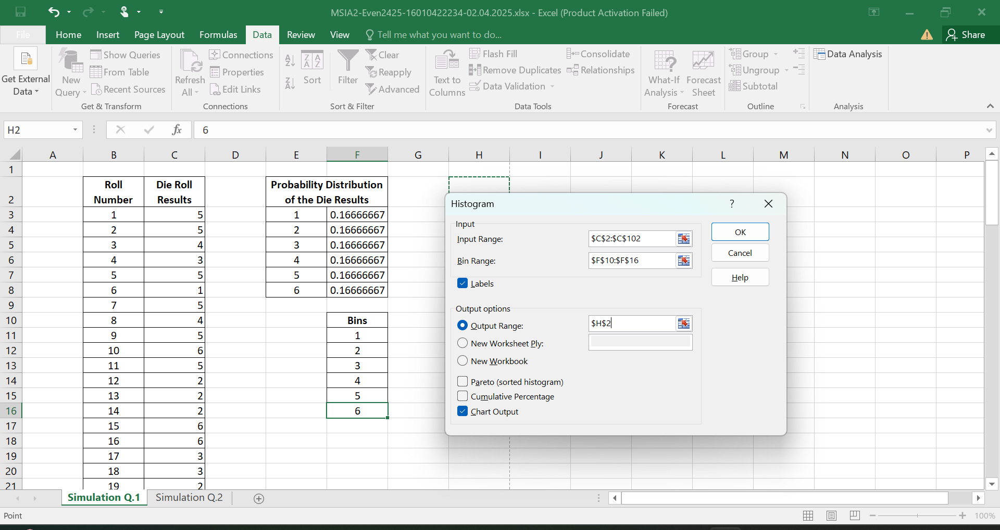 MSIA2-Even2425-16010422234-02.04.2025.xlsx - Excel (Product Activation Failed)
File Home Insert Page Layout Formulas Data Review View Tell me what you want to do... Share
Get External Data
New Query
Show Queries
From Table
Recent Sources
Get & Transform
Refresh All
Connections
Properties
Edit Links
Connections
Sort
Filter
Clear
Reapply
Advanced
Sort & Filter
Text to Columns
Flash Fill
Remove Duplicates
Data Validation
Consolidate
Relationships
Data Tools
What-If Analysis
Forecast Sheet
Forecast
Group
Ungroup
Subtotal
Outline
Data Analysis
Analysis
H2 fx 6
A B C D E F G H I J K L M N O P
1
2 Roll Number Die Roll Results Probability Distribution of the Die Results
3 1 5 1 0.16666667
4 2 5 2 0.16666667
5 3 4 3 0.16666667
6 4 3 4 0.16666667
7 5 5 5 0.16666667
8 6 1 6 0.16666667
9 7 5
10 8 4 Bins
11 9 5 1
12 10 6 2
13 11 5 3
14 12 2 4
15 13 2 5
16 14 2 6
17 15 6
18 16 6
19 17 3
20 18 3
21 19 2
Histogram ?
Input
Input Range: $C$2:$C$102
Bin Range: $F$10:$F$16
Labels
OK
Cancel
Help
Output options
Output Range: $H$2
New Worksheet Ply:
New Workbook
Pareto (sorted histogram)
Cumulative Percentage
Chart Output
Simulation Q.1 Simulation Q.2
Point 100%